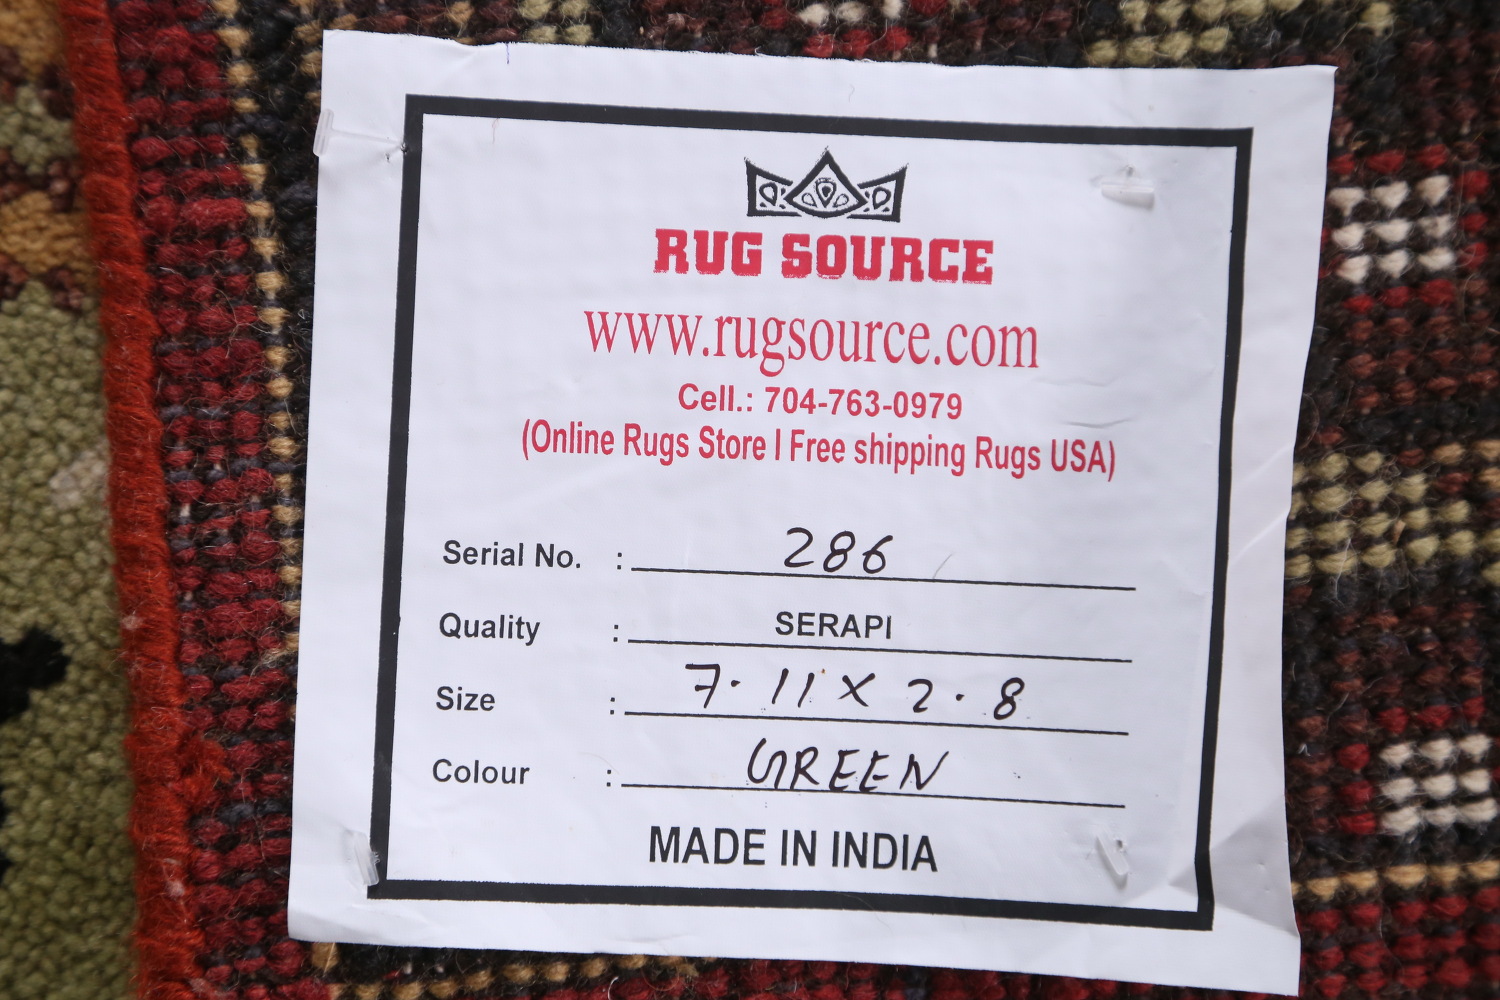 RUG SOURCE
www.rugsource.com
Cell.: 704-763-0979
(Online Rugs Store | Free shipping Rugs USA)
Serial No. : 286
Quality : SERAPI
Size : 7.11 x 2.8
Colour : GREEN
MADE IN INDIA